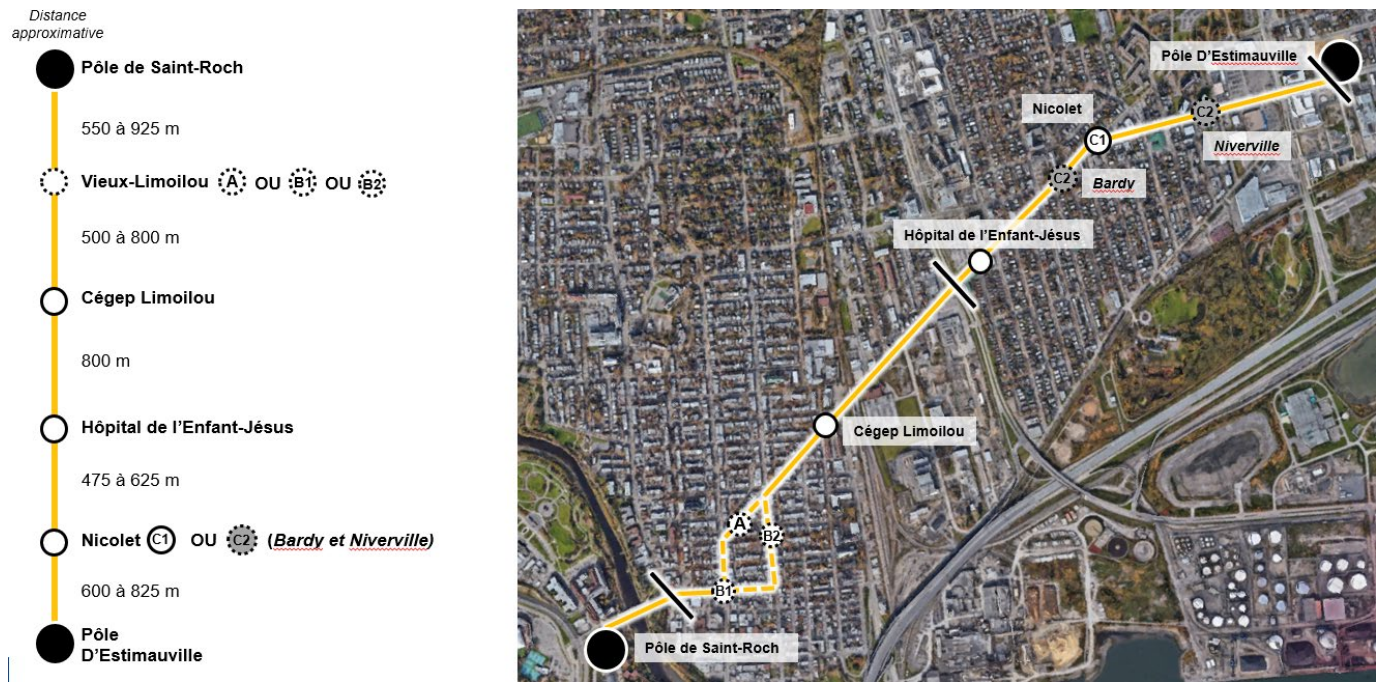 Distance
approximative
Pôle de Saint-Roch
550 à 925 m
Vieux-Limoilou A OU B1 OU B2
500 à 800 m
Cégep Limoilou
800 m
Hôpital de l'Enfant-Jésus
475 à 625 m
Nicolet C1 OU C2 (Bardy et Niverville)
600 à 825 m
Pôle
D'Estimauville
Pôle D'Estimauville
Nicolet
C2
C1
Niverville
C2
Bardy
Hôpital de l'Enfant-Jésus
Cégep Limoilou
A
B2
B1
Pôle de Saint-Roch